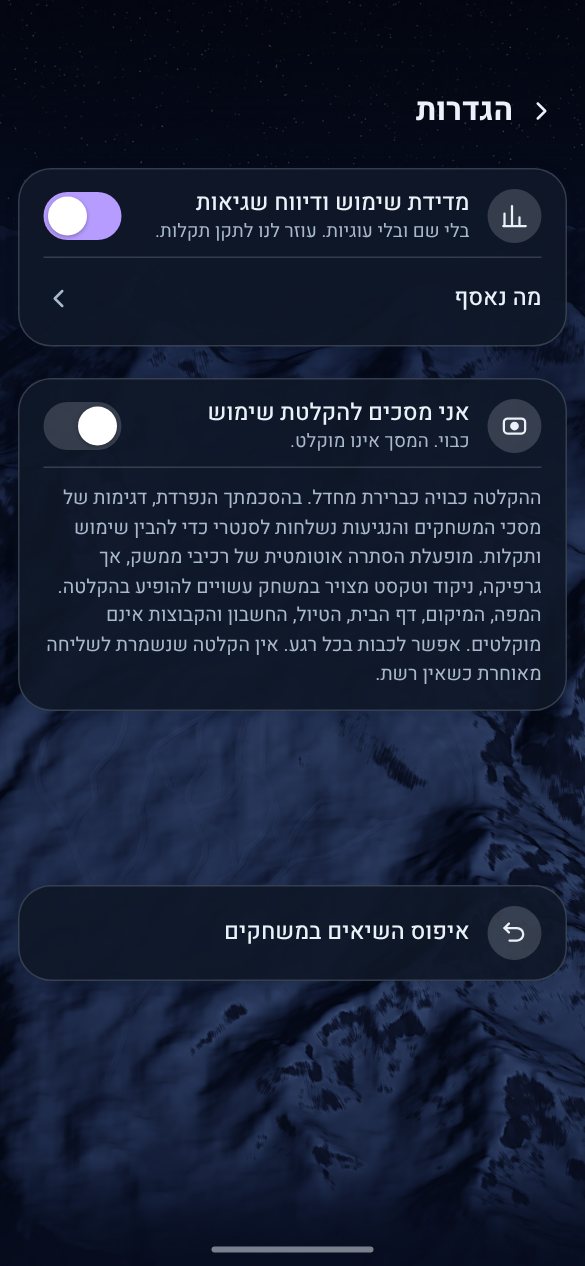 הגדרות
מדידת שימוש ודיווח שגיאות
בלי שם ובלי עוגיות. עוזר לנו לתקן תקלות.
מה נאסף
אני מסכים להקלטת שימוש
כבוי. המסך אינו מוקלט.
ההקלטה כבויה כברירת מחדל. בהסכמתך הנפרדת, דגימות של
מסכי המשחקים והנגיעות נשלחות לסנטרי כדי להבין שימוש
ותקלות. מופעלת הסתרה אוטומטית של רכיבי ממשק, אך
גרפיקה, ניקוד וטקסט מצויר במשחק עשויים להופיע בהקלטה.
המפה, המיקום, דף הבית, הטיול, החשבון והקבוצות אינם
מוקלטים. אפשר לכבות בכל רגע. אין הקלטה שנשמרת לשליחה
מאוחרת כשאין רשת.
איפוס השיאים במשחקים